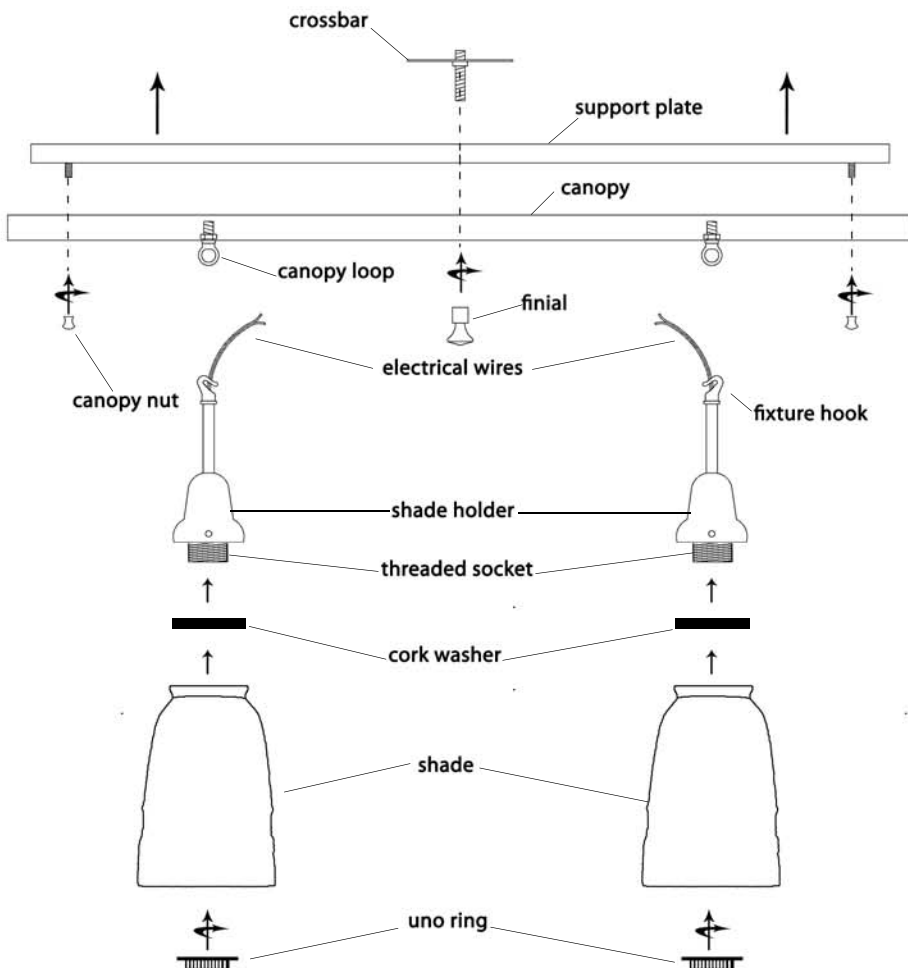 crossbar
support plate
canopy
canopy loop
finial
electrical wires
canopy nut
fixture hook
shade holder
threaded socket
cork washer
shade
uno ring